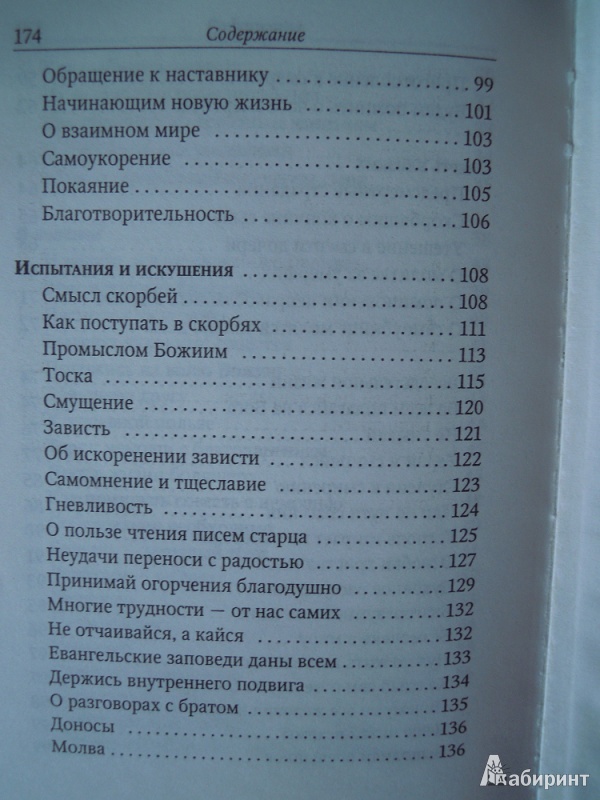 174 Содержание
Обращение к наставнику 99
Начинающим новую жизнь 101
О взаимном мире 103
Самоукорение 103
Покаяние 105
Благотворительность 106
Испытания и искушения 108
Смысл скорбей 108
Как поступать в скорбях 111
Промыслом Божиим 113
Тоска 115
Смущение 120
Зависть 121
Об искоренении зависти 122
Самомнение и тщеславие 123
Гневливость 124
О пользе чтения писем старца 125
Неудачи переноси с радостью 127
Принимай огорчения благодушно 129
Многие трудности — от нас самих 132
Не отчаивайся, а кайся 132
Евангельские заповеди даны всем 133
Держись внутреннего подвига 134
О разговорах с братом 135
Доносы 136
Молва 136
Лабиринт